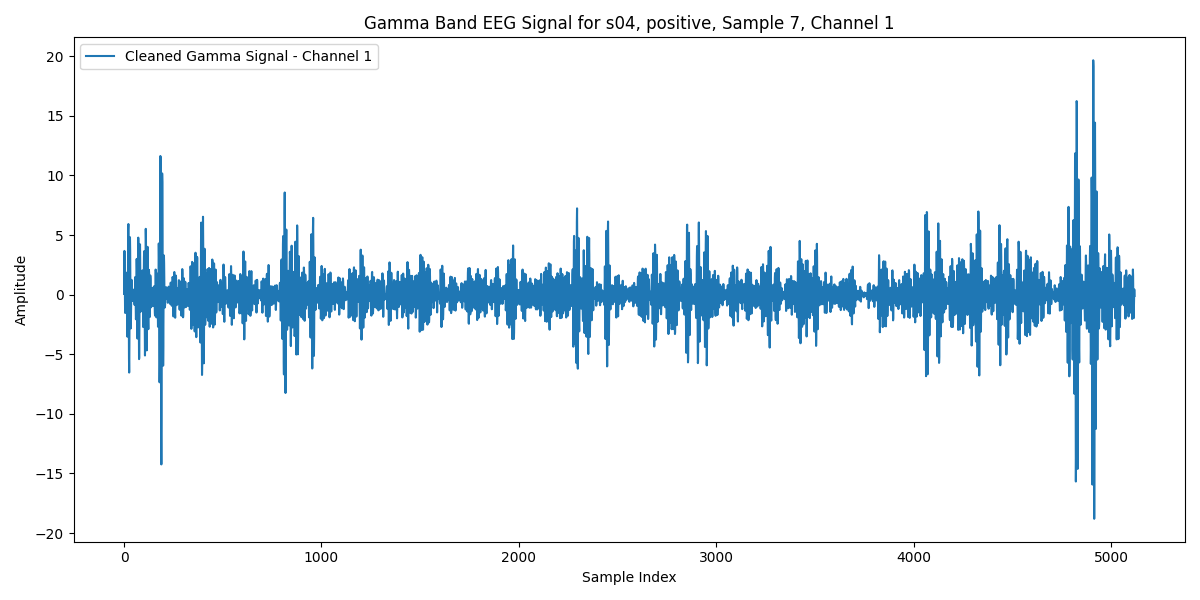 Gamma Band EEG Signal for s04, positive, Sample 7, Channel 1
Cleaned Gamma Signal - Channel 1
20
15
10
5
0
−5
−10
−15
−20
Amplitude
0 1000 2000 3000 4000 5000
Sample Index